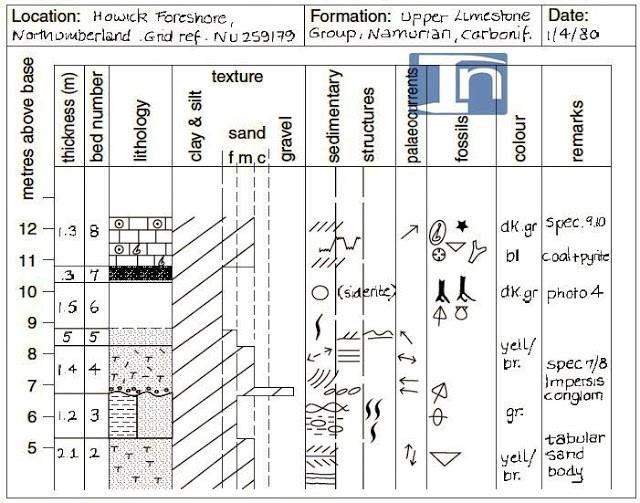 Location: Howick Foreshore,
Northumberland. Grid ref. NU 259179
Formation: Upper Limestone
Group, Namurian, Carbonif.
Date:
1/4/80
In
metres above base
thickness (m)
bed number
lithology
texture
clay & silt
sand
f m c
gravel
sedimentary
structures
palaeocurrents
fossils
colour
remarks
12 1.3 8 dk.gr spec. 9,10
11 bl coal+pyrite
.3 7
10 (siderite) dk.gr photo 4
1.5 6
9
5 5
8 yell/
br.
1.4 4 spec 7/8
7 Impersis
conglom
6 1.2 3 gr.
5 2.1 2 yell/
br.
tabular
sand
body